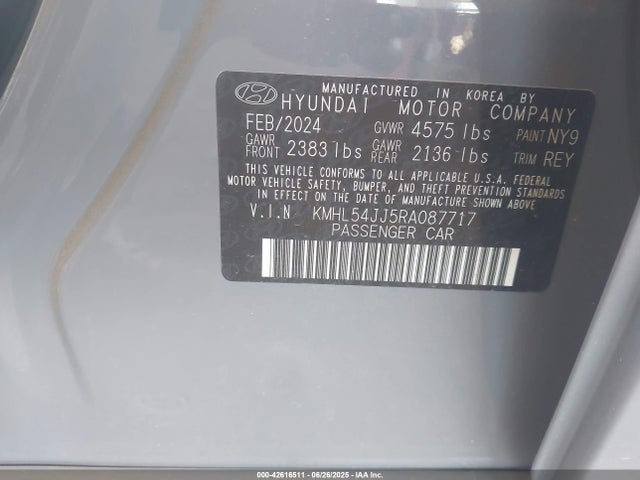 MANUFACTURED IN KOREA BY
HYUNDAI MOTOR COMPANY
FEB/2024 GVWR 4575 lbs PAINT NY9
GAWR FRONT 2383 lbs GAWR REAR 2136 lbs TRIM REY
THIS VEHICLE CONFORMS TO ALL APPLICABLE U.S.A. FEDERAL
MOTOR VEHICLE SAFETY, BUMPER, AND THEFT PREVENTION STANDARDS
IN EFFECT ON THE DATE OF MANUFACTURE SHOWN ABOVE
V.I.N. KMHL54JJ5RA087717
PASSENGER CAR
000-42616511 - 06/26/2025 - IAA Inc.